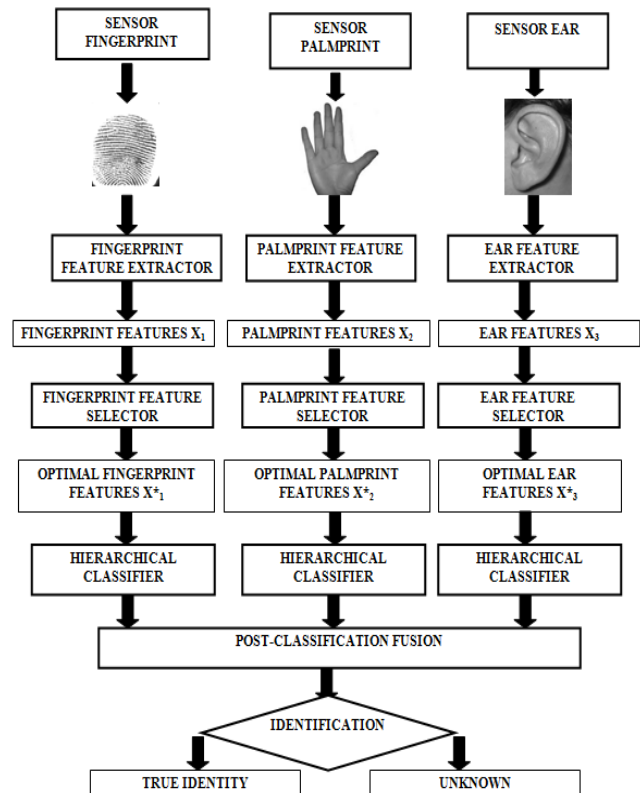 SENSOR
FINGERPRINT
SENSOR
PALMPRINT
SENSOR EAR
FINGERPRINT
FEATURE EXTRACTOR
PALMPRINT FEATURE
EXTRACTOR
EAR FEATURE
EXTRACTOR
FINGERPRINT FEATURES X₁
PALMPRINT FEATURES X₂
EAR FEATURES X₃
FINGERPRINT FEATURE
SELECTOR
PALMPRINT FEATURE
SELECTOR
EAR FEATURE
SELECTOR
OPTIMAL FINGERPRINT
FEATURES X*₁
OPTIMAL PALMPRINT
FEATURES X*₂
OPTIMAL EAR
FEATURES X*₃
HIERARCHICAL
CLASSIFIER
HIERARCHICAL
CLASSIFIER
HIERARCHICAL
CLASSIFIER
POST-CLASSIFICATION FUSION
IDENTIFICATION
TRUE IDENTITY
UNKNOWN